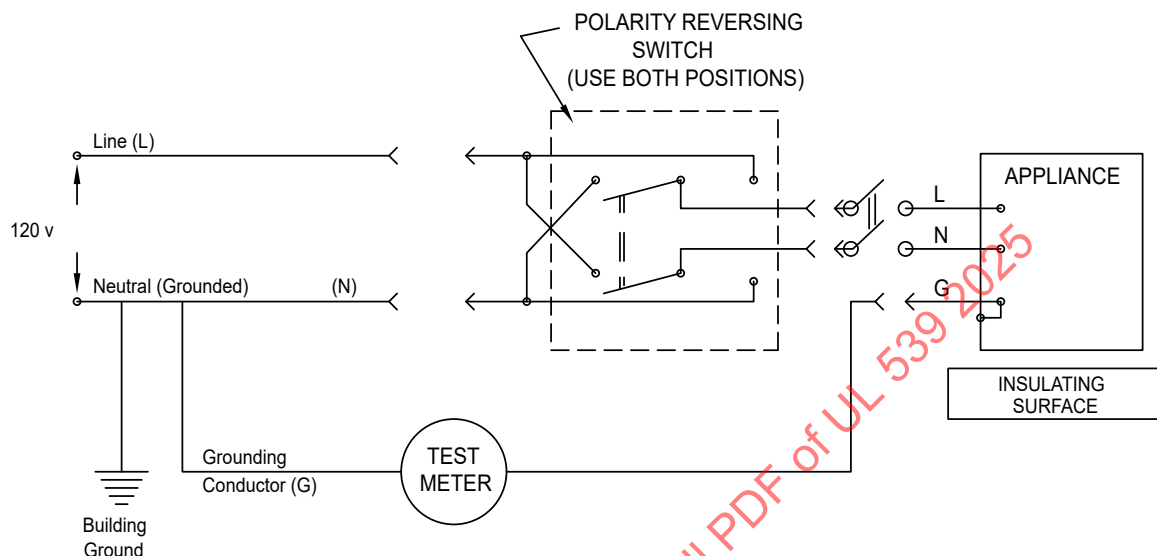 POLARITY REVERSING
SWITCH
(USE BOTH POSITIONS)
Line (L)
120 v
Neutral (Grounded)
(N)
L
N
G
APPLIANCE
INSULATING
SURFACE
Grounding
Conductor (G)
TEST
METER
Building
Ground
PDF of UL 539 2025